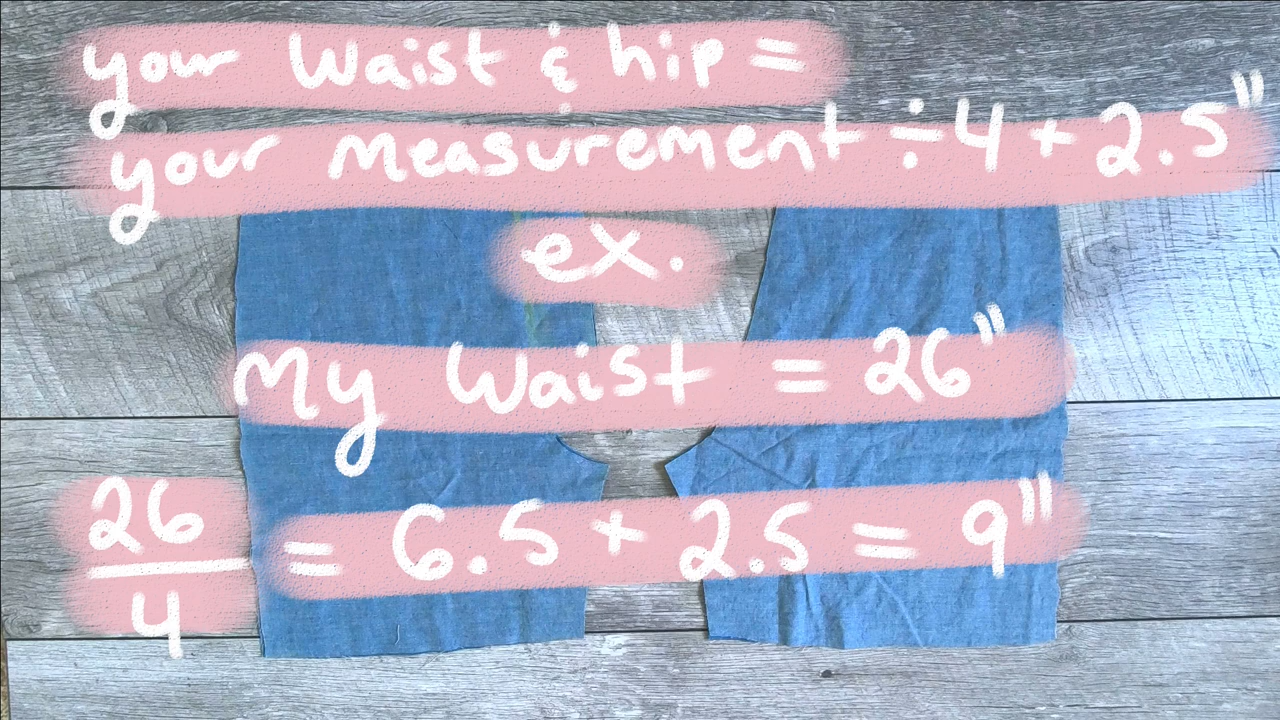 your waist & hip =
your measurement ÷ 4 + 2.5"
ex.
My waist = 26"
26/4 = 6.5 + 2.5 = 9"